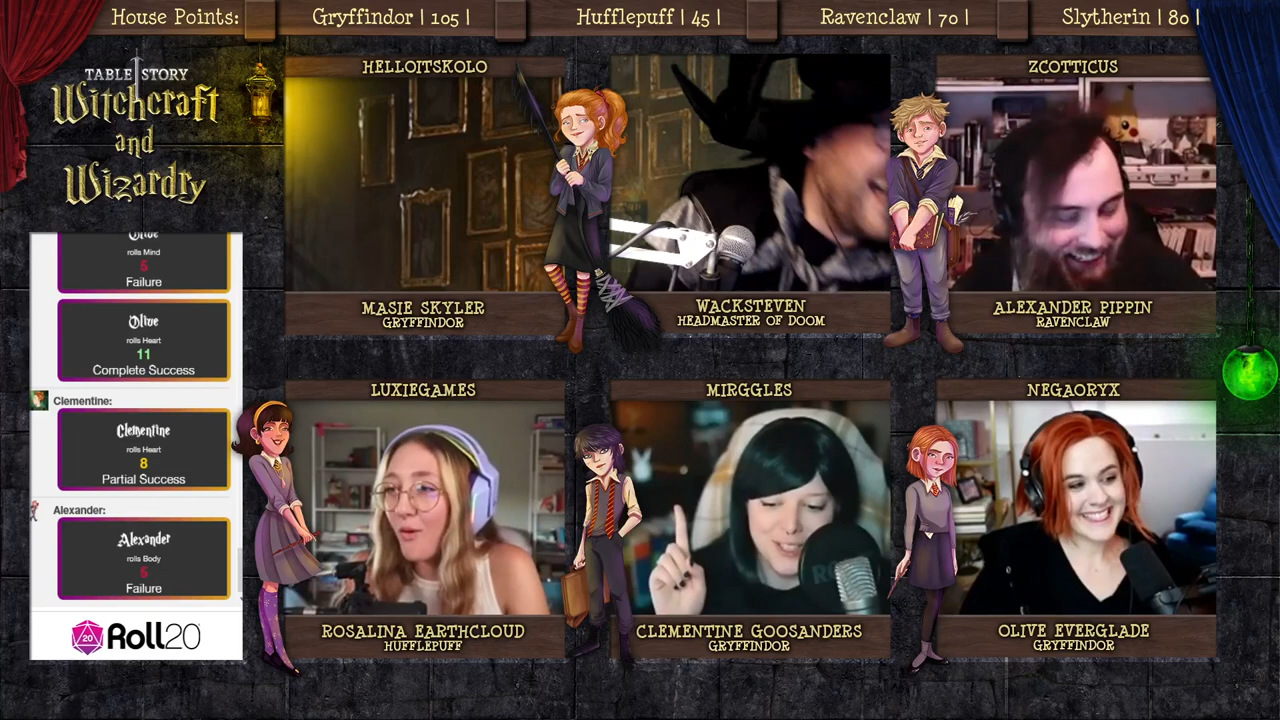 House Points: Gryffindor | 105 | Hufflepuff | 45 | Ravenclaw | 70 | Slytherin | 80 |
TABLE STORY
Witchcraft
and
Wizardry
HELLOITSKOLO
ZCOTTICUS
MASIE SKYLER
GRYFFINDOR
WACKSTEVEN
HEADMASTER OF DOOM
ALEXANDER PIPPIN
RAVENCLAW
Olive
rolls Mind
5
Failure
Olive
rolls Heart
11
Complete Success
Clementine:
Clementine
rolls Heart
8
Partial Success
Alexander:
Alexander
rolls Body
5
Failure
20
Roll20
LUXIEGAMES
MIRGGLES
NEGAORYX
ROSALINA EARTHCLOUD
HUFFLEPUFF
CLEMENTINE GOOSANDERS
GRYFFINDOR
OLIVE EVERGLADE
GRYFFINDOR